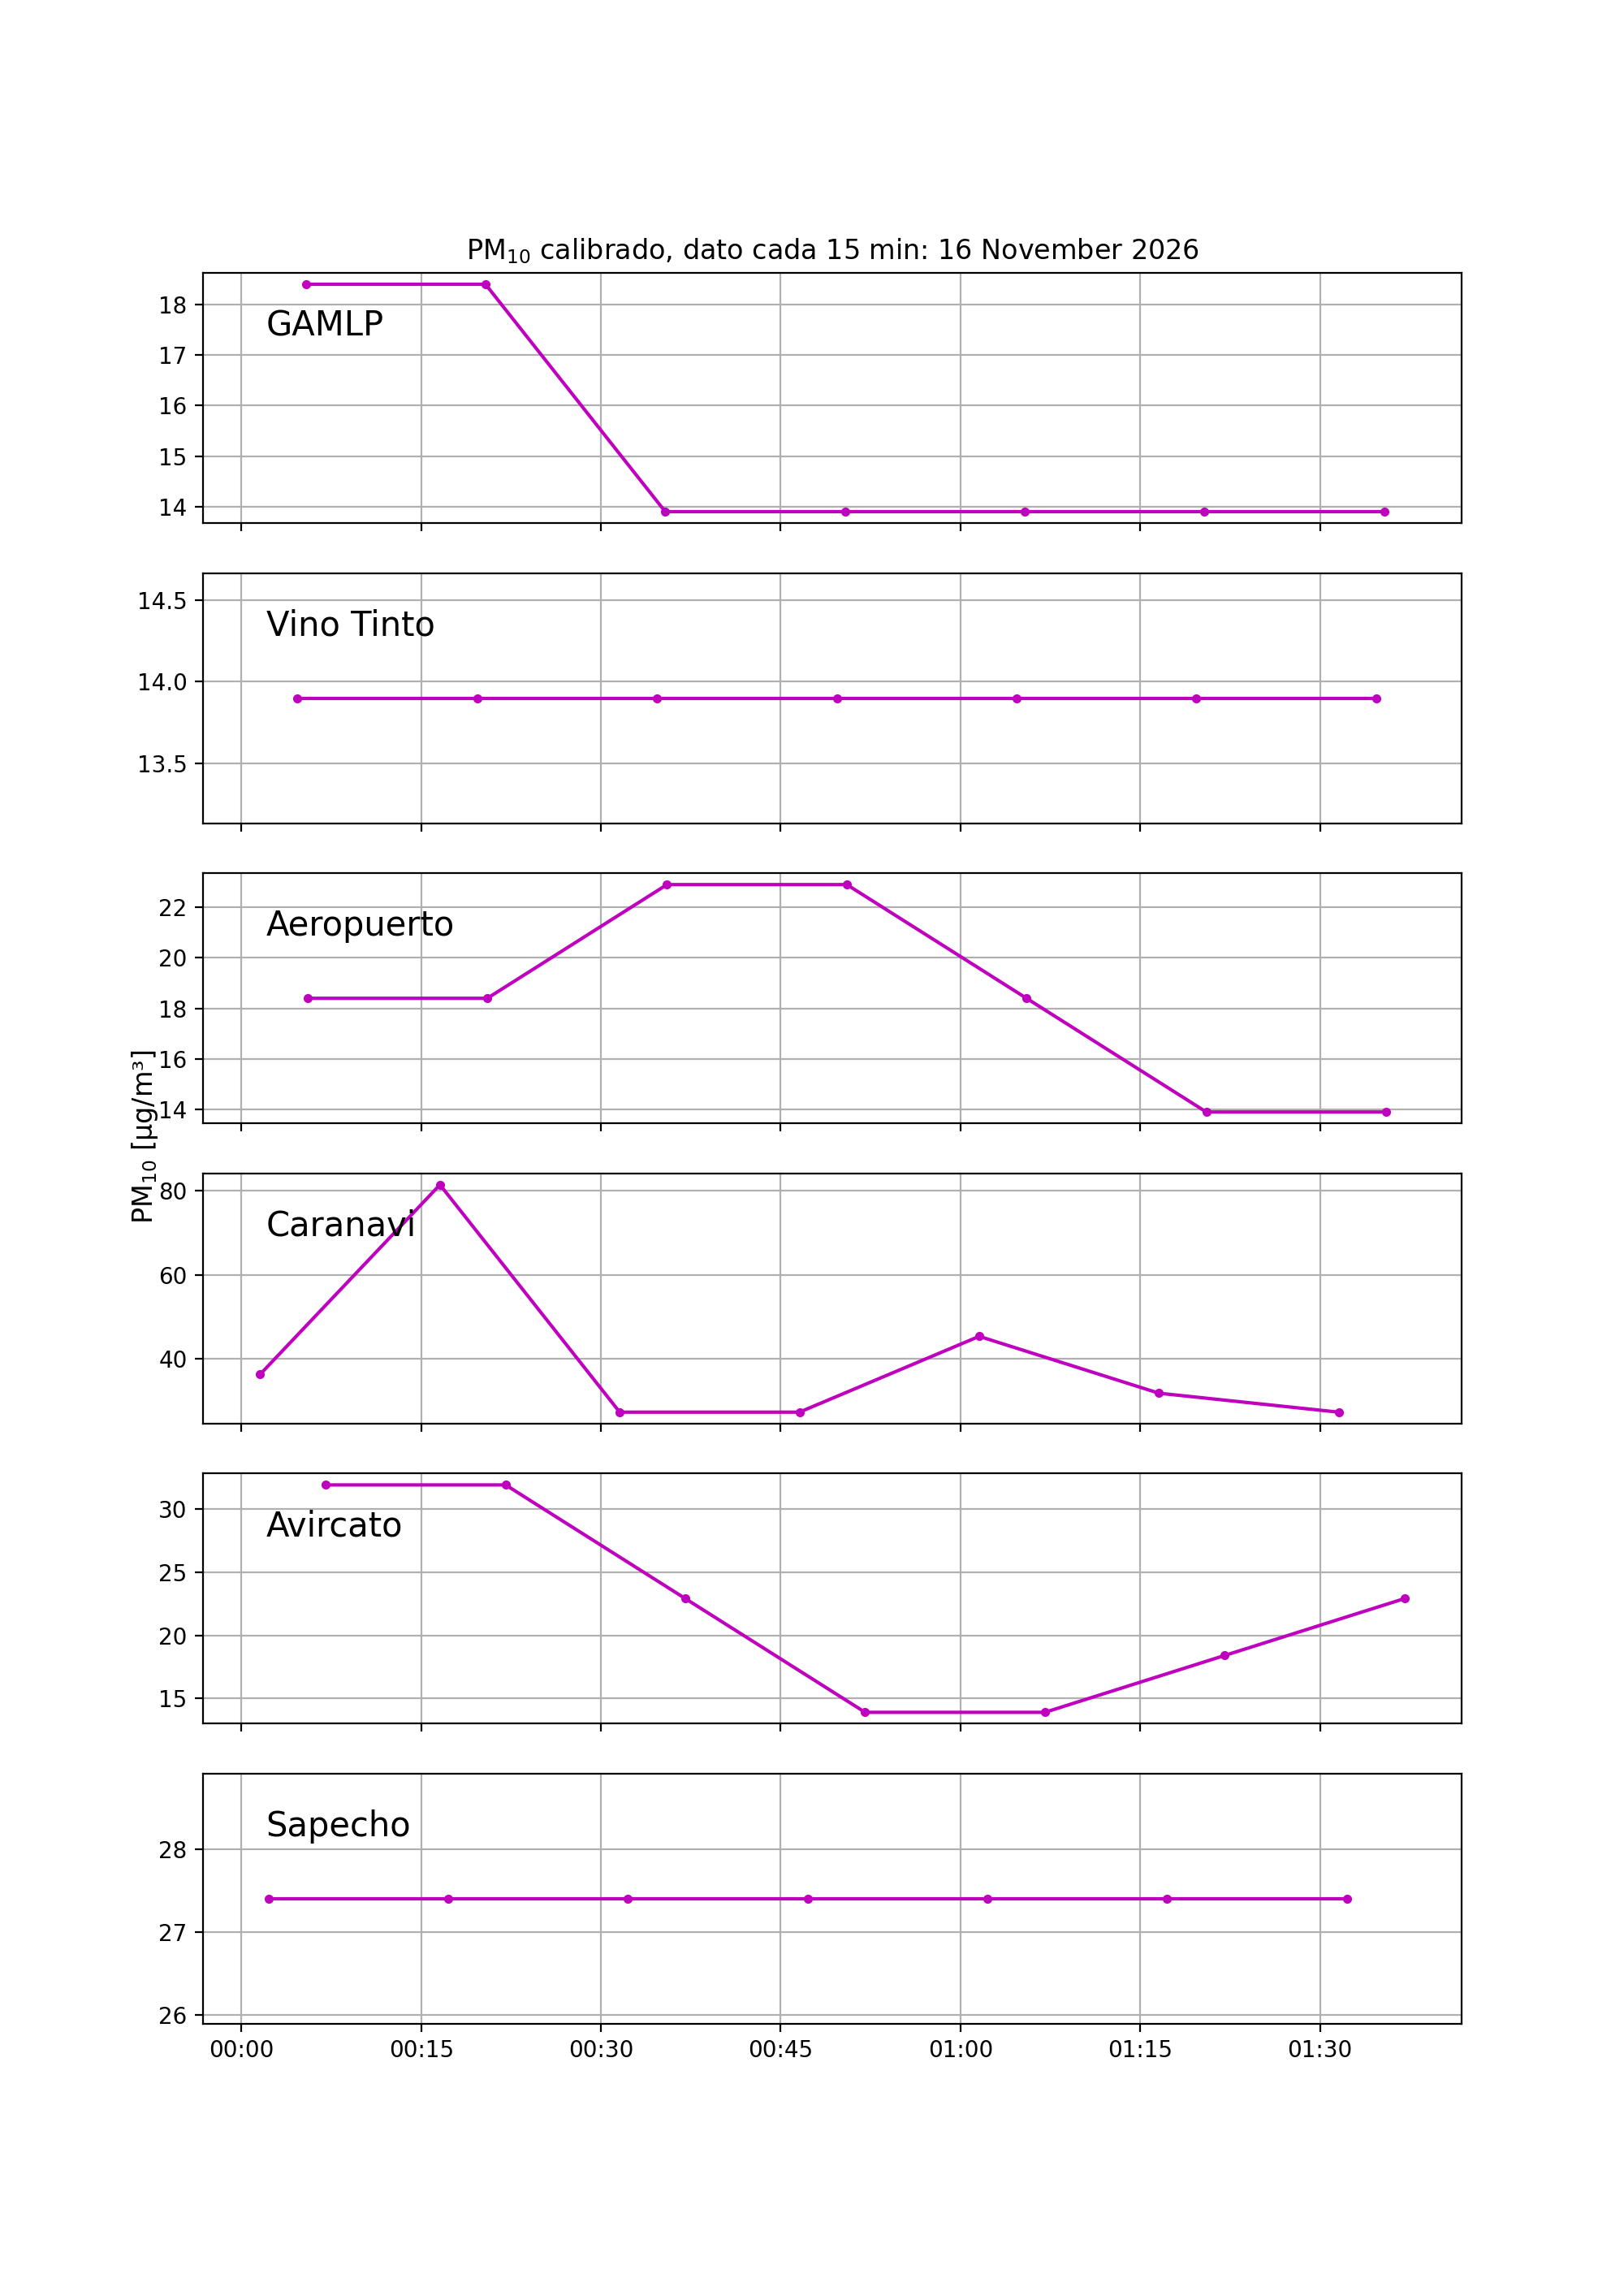 PM₁₀ calibrado, dato cada 15 min: 16 November 2026
18
17
16
15
14
GAMLP
14.5
14.0
13.5
Vino Tinto
22
20
18
16
14
Aeropuerto
PM₁₀ [µg/m³]
80
60
40
Caranavi
30
25
20
15
Avircato
28
27
26
Sapecho
00:00 00:15 00:30 00:45 01:00 01:15 01:30